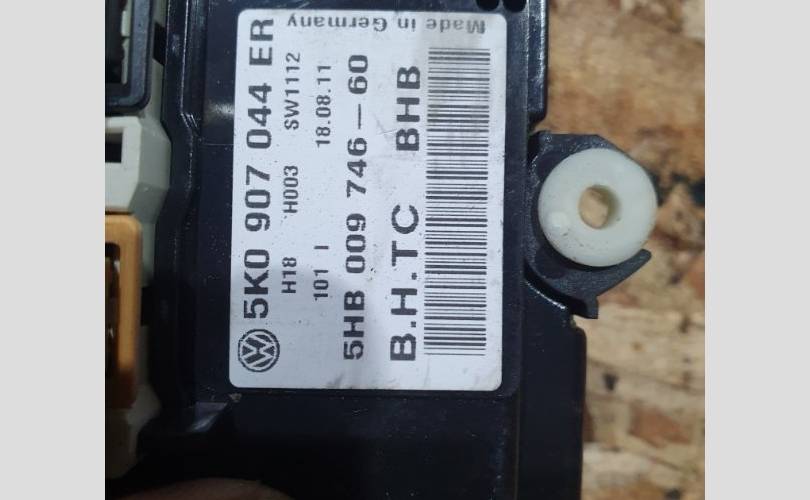 5K0 907 044 ER
H18 H003 SW1112
101 I 18.08.11
5HB 009 746-60
B.H.TC BHB
Made in Germany